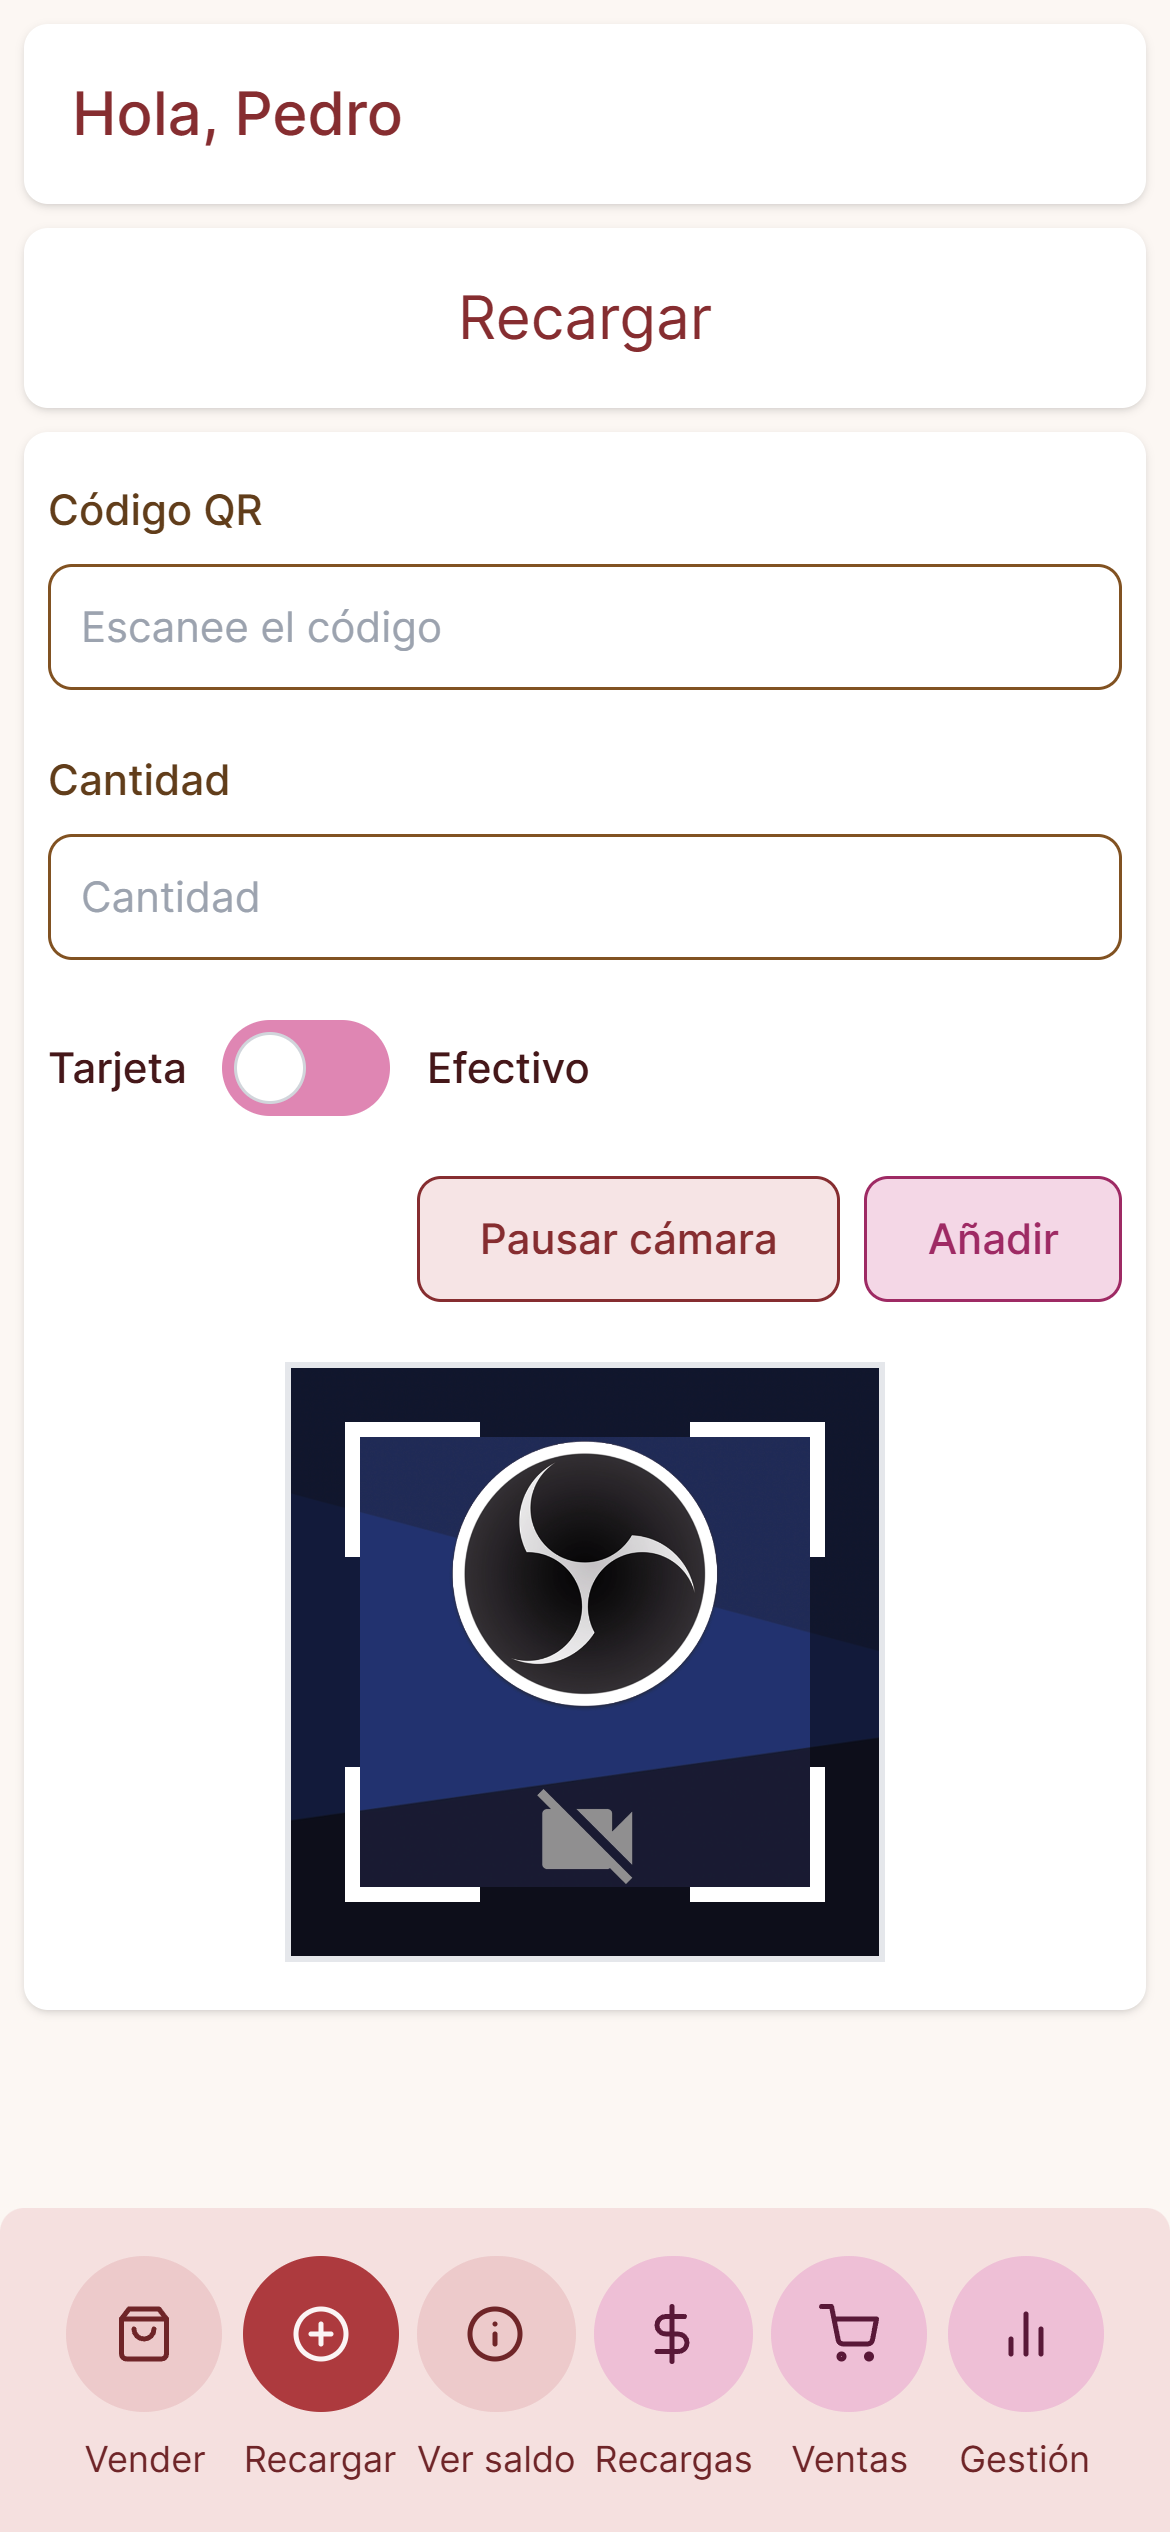 Hola, Pedro
Recargar
Código QR
Escanee el código
Cantidad
Cantidad
Tarjeta Efectivo
Pausar cámara Añadir
Vender Recargar Ver saldo Recargas Ventas Gestión